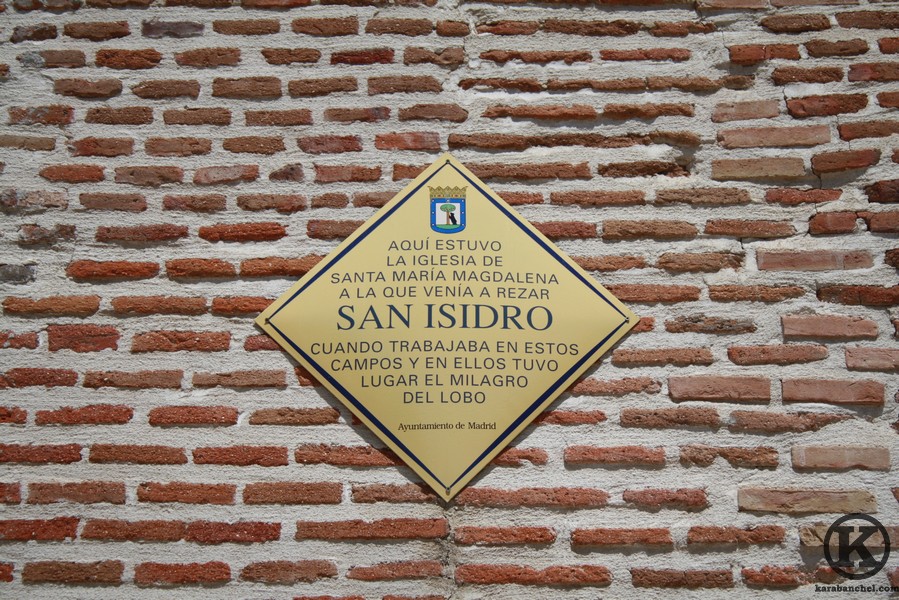 AQUÍ ESTUVO
LA IGLESIA DE
SANTA MARÍA MAGDALENA
A LA QUE VENÍA A REZAR
SAN ISIDRO
CUANDO TRABAJABA EN ESTOS
CAMPOS Y EN ELLOS TUVO
LUGAR EL MILAGRO
DEL LOBO
Ayuntamiento de Madrid
K
karabanchel.com